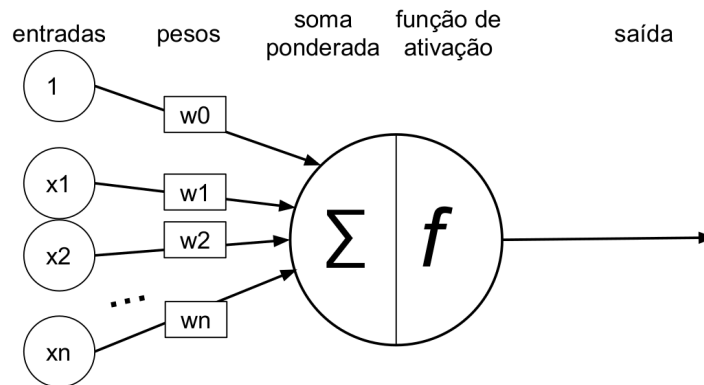 entradas
pesos
soma
ponderada
função de
ativação
saída
1
w0
x1
w1
x2
w2
...
xn
wn
Σ
f